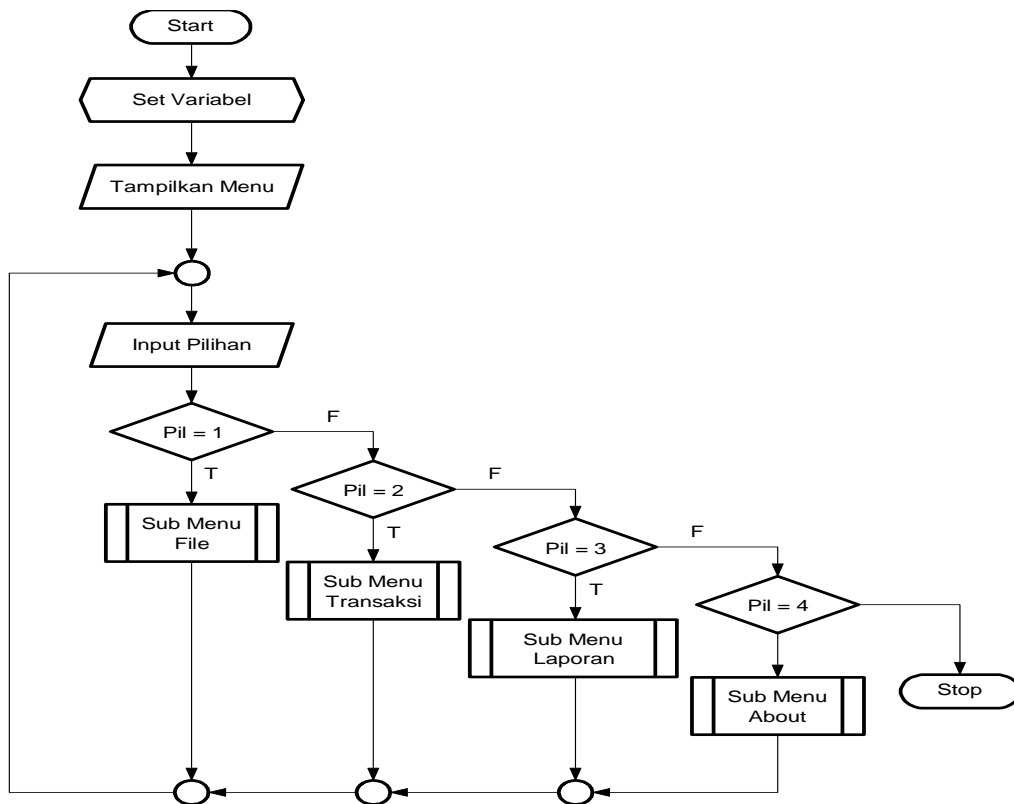 Start
Set Variabel
Tampilkan Menu
Input Pilihan
Pil = 1
F
T
Pil = 2
F
T
Sub Menu
File
Pil = 3
F
T
Sub Menu
Transaksi
Pil = 4
Sub Menu
Laporan
Sub Menu
About
Stop